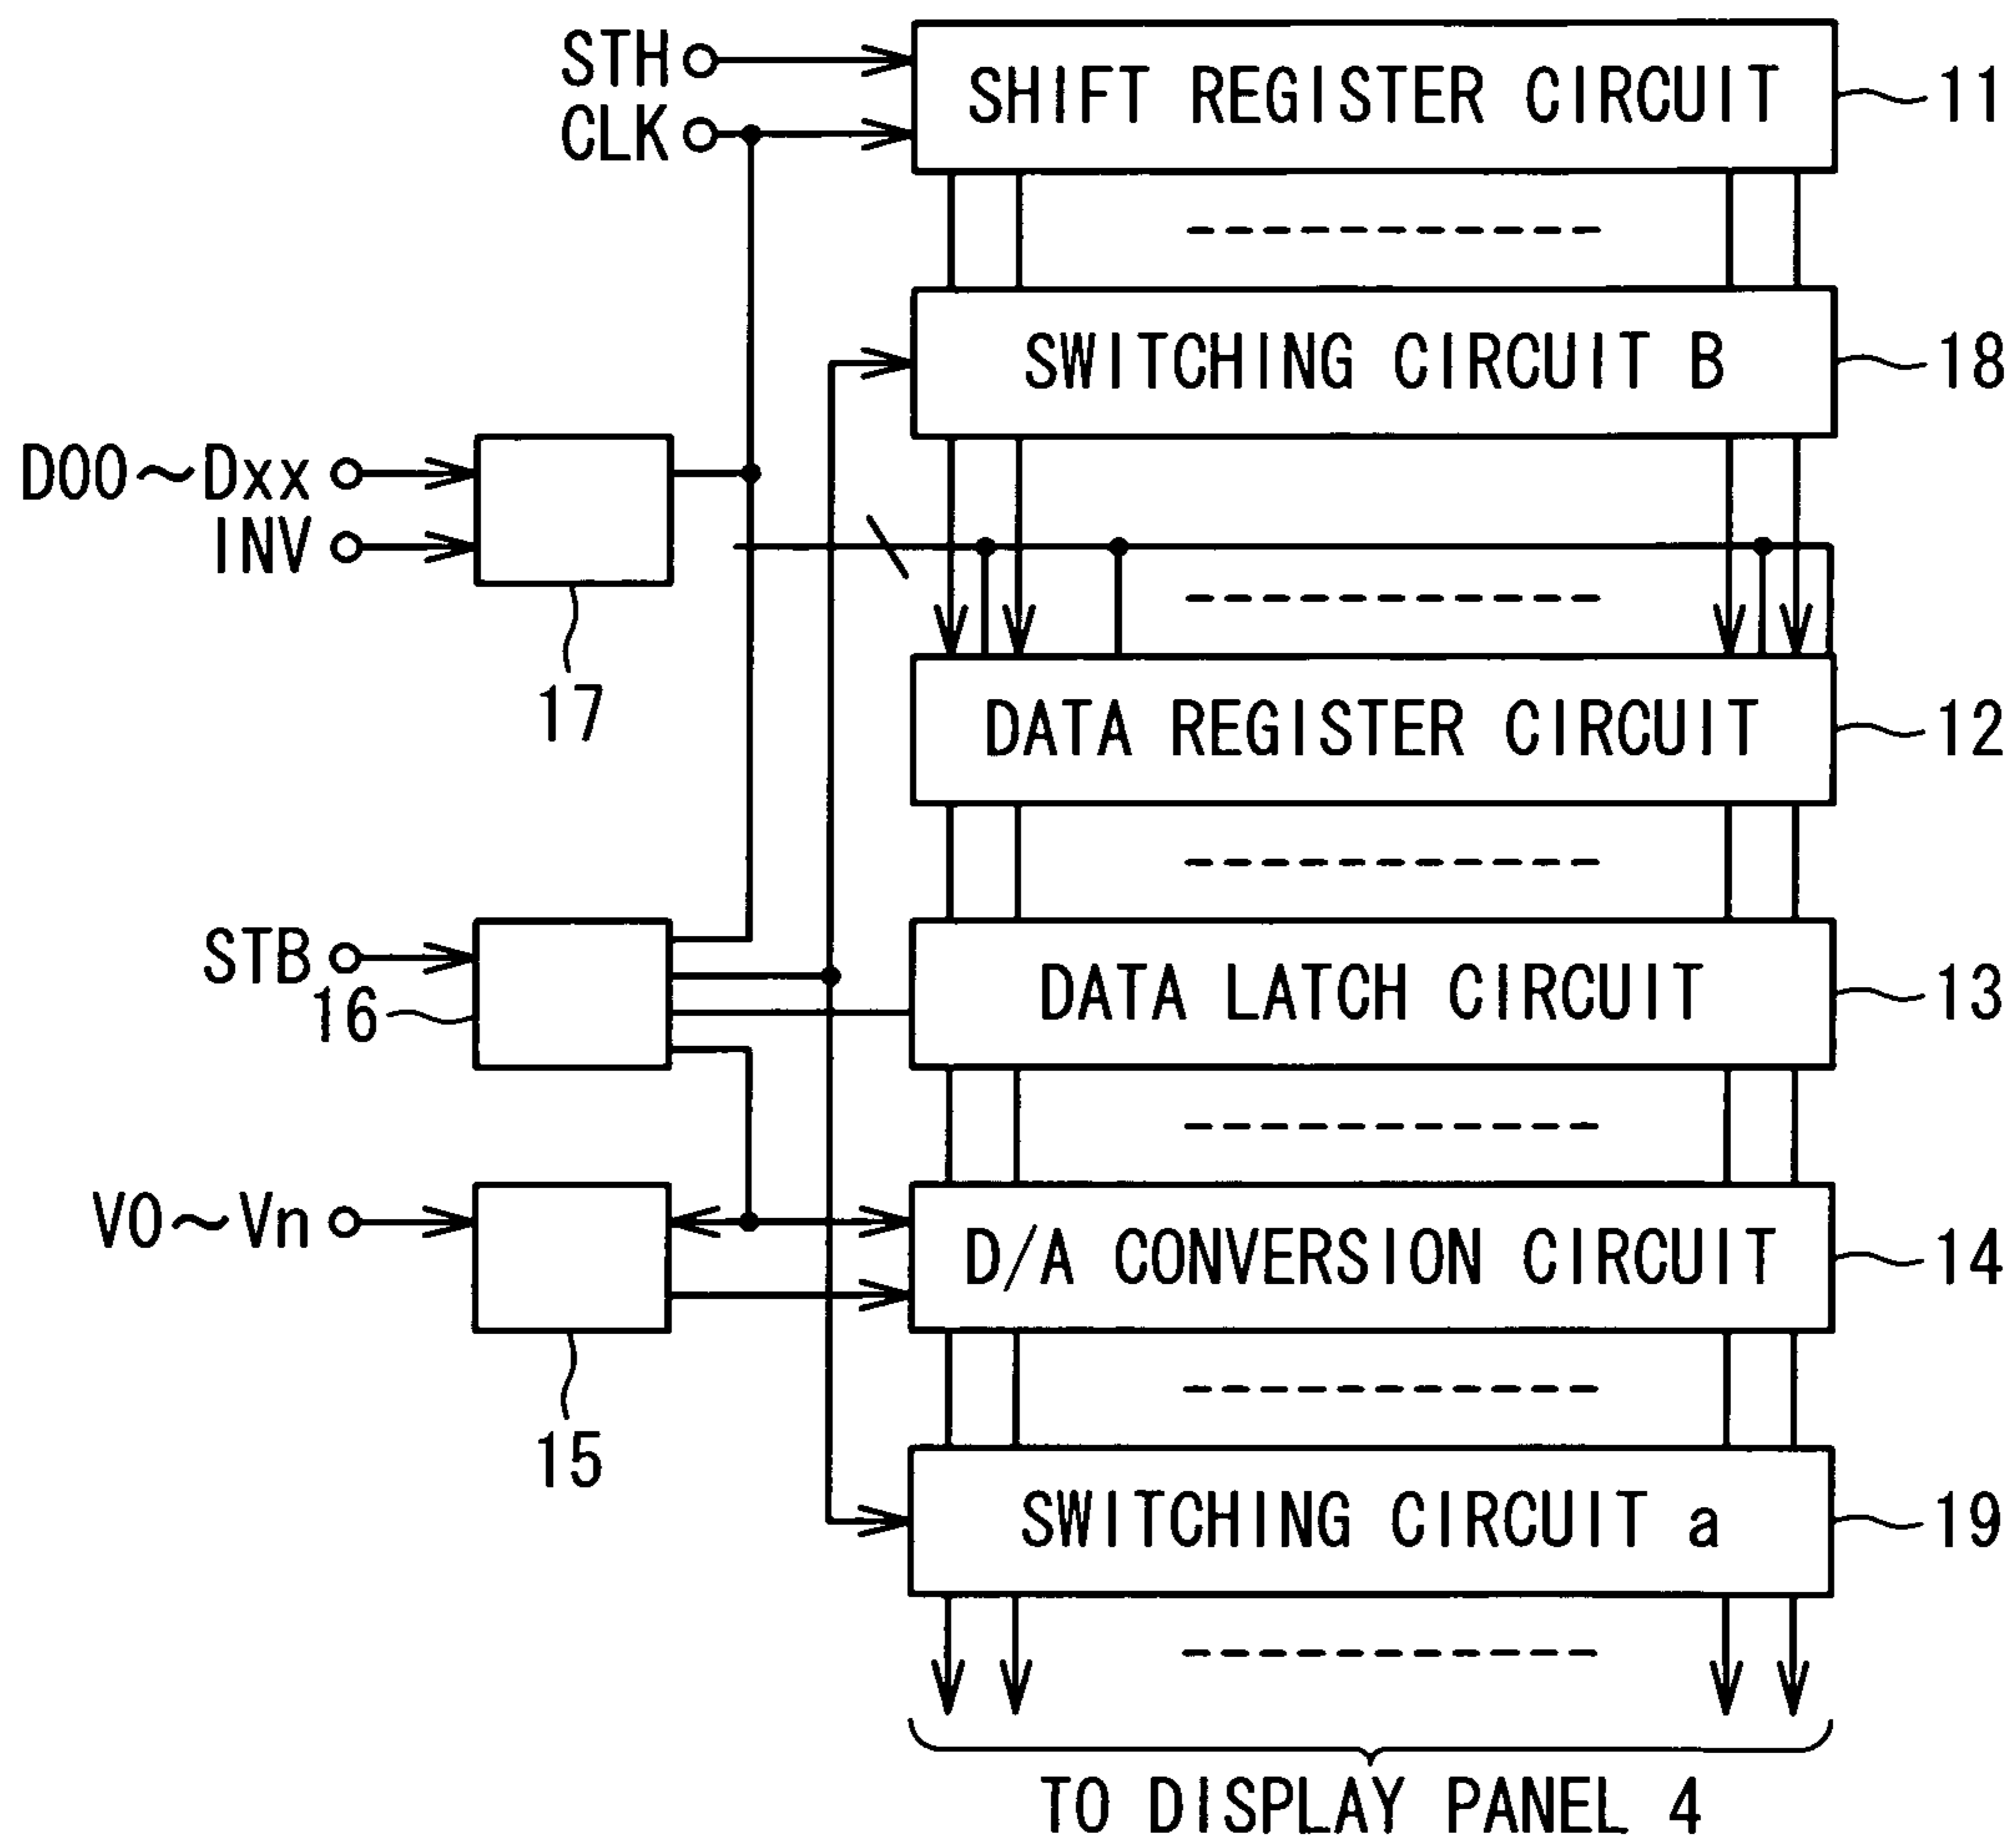 STH
CLK
SHIFT REGISTER CIRCUIT
11
SWITCHING CIRCUIT B
18
D00~Dxx
INV
17
DATA REGISTER CIRCUIT
12
STB
16
DATA LATCH CIRCUIT
13
V0~Vn
15
D/A CONVERSION CIRCUIT
14
SWITCHING CIRCUIT a
19
TO DISPLAY PANEL 4